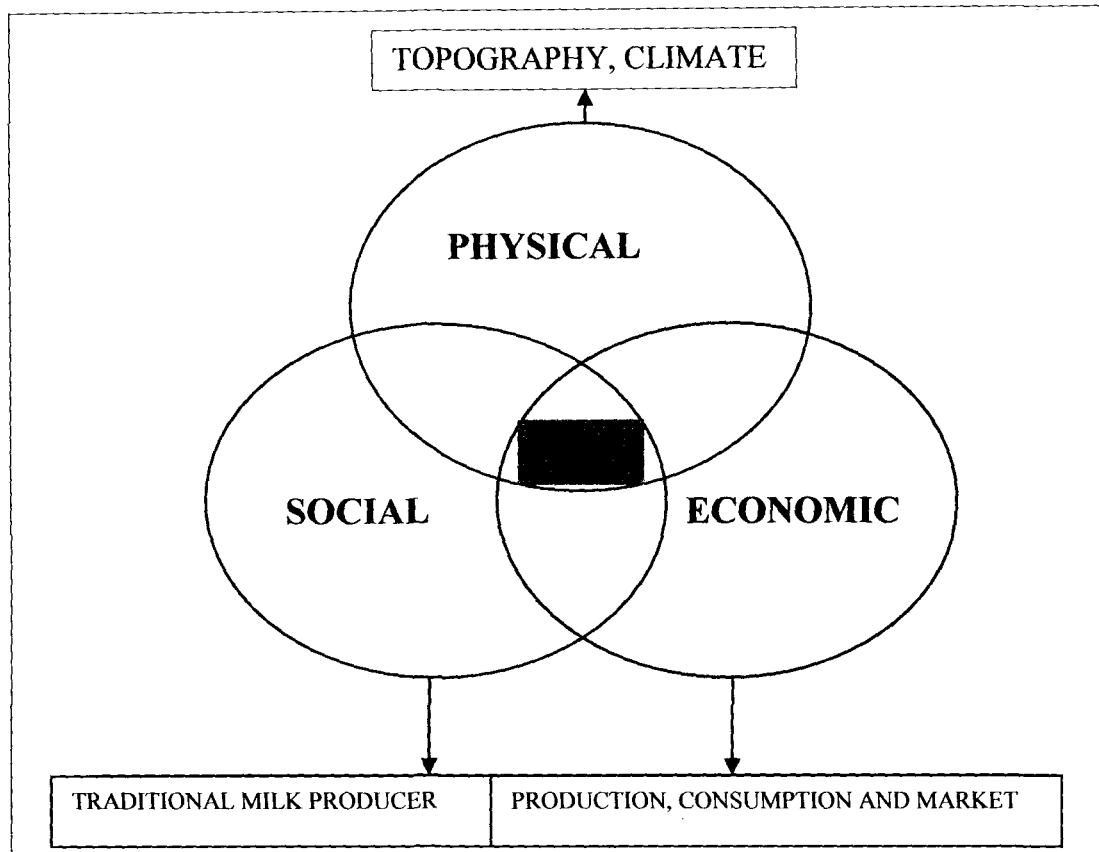 TOPOGRAPHY, CLIMATE
PHYSICAL
SOCIAL
ECONOMIC
TRADITIONAL MILK PRODUCER
PRODUCTION, CONSUMPTION AND MARKET